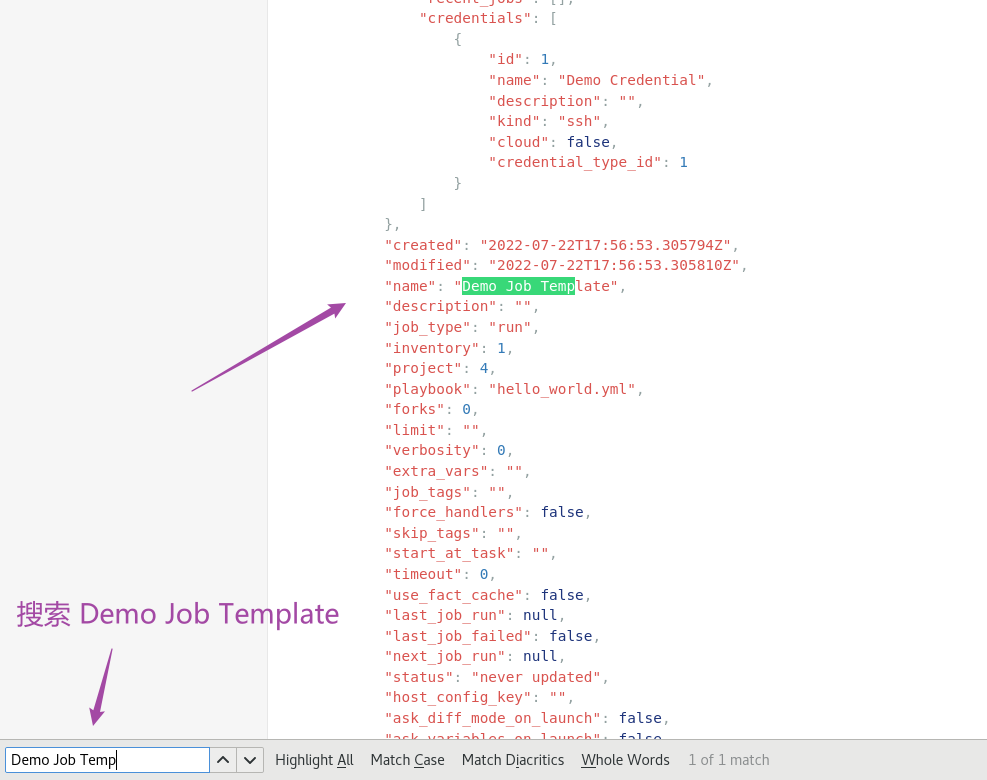 "recent_jobs": [],
"credentials": [
{
"id": 1,
"name": "Demo Credential",
"description": "",
"kind": "ssh",
"cloud": false,
"credential_type_id": 1
}
]
},
"created": "2022-07-22T17:56:53.305794Z",
"modified": "2022-07-22T17:56:53.305810Z",
"name": "Demo Job Template",
"description": "",
"job_type": "run",
"inventory": 1,
"project": 4,
"playbook": "hello_world.yml",
"forks": 0,
"limit": "",
"verbosity": 0,
"extra_vars": "",
"job_tags": "",
"force_handlers": false,
"skip_tags": "",
"start_at_task": "",
"timeout": 0,
"use_fact_cache": false,
"last_job_run": null,
"last_job_failed": false,
"next_job_run": null,
"status": "never updated",
"host_config_key": "",
"ask_diff_mode_on_launch": false,
"ask_variables_on_launch": false,
搜索 Demo Job Template
Demo Job Temp
Highlight All Match Case Match Diacritics Whole Words 1 of 1 match